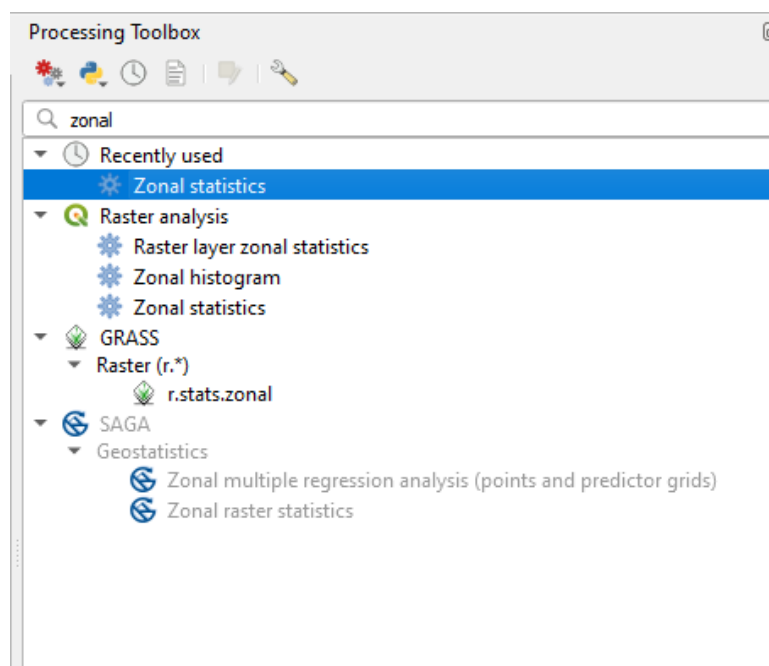 Processing Toolbox
zonal
Recently used
Zonal statistics
Raster analysis
Raster layer zonal statistics
Zonal histogram
Zonal statistics
GRASS
Raster (r.*)
r.stats.zonal
SAGA
Geostatistics
Zonal multiple regression analysis (points and predictor grids)
Zonal raster statistics